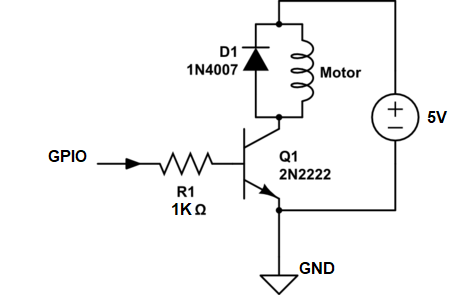 D1
1N4007
Motor
+
−
5V
GPIO
R1
1K Ω
Q1
2N2222
GND